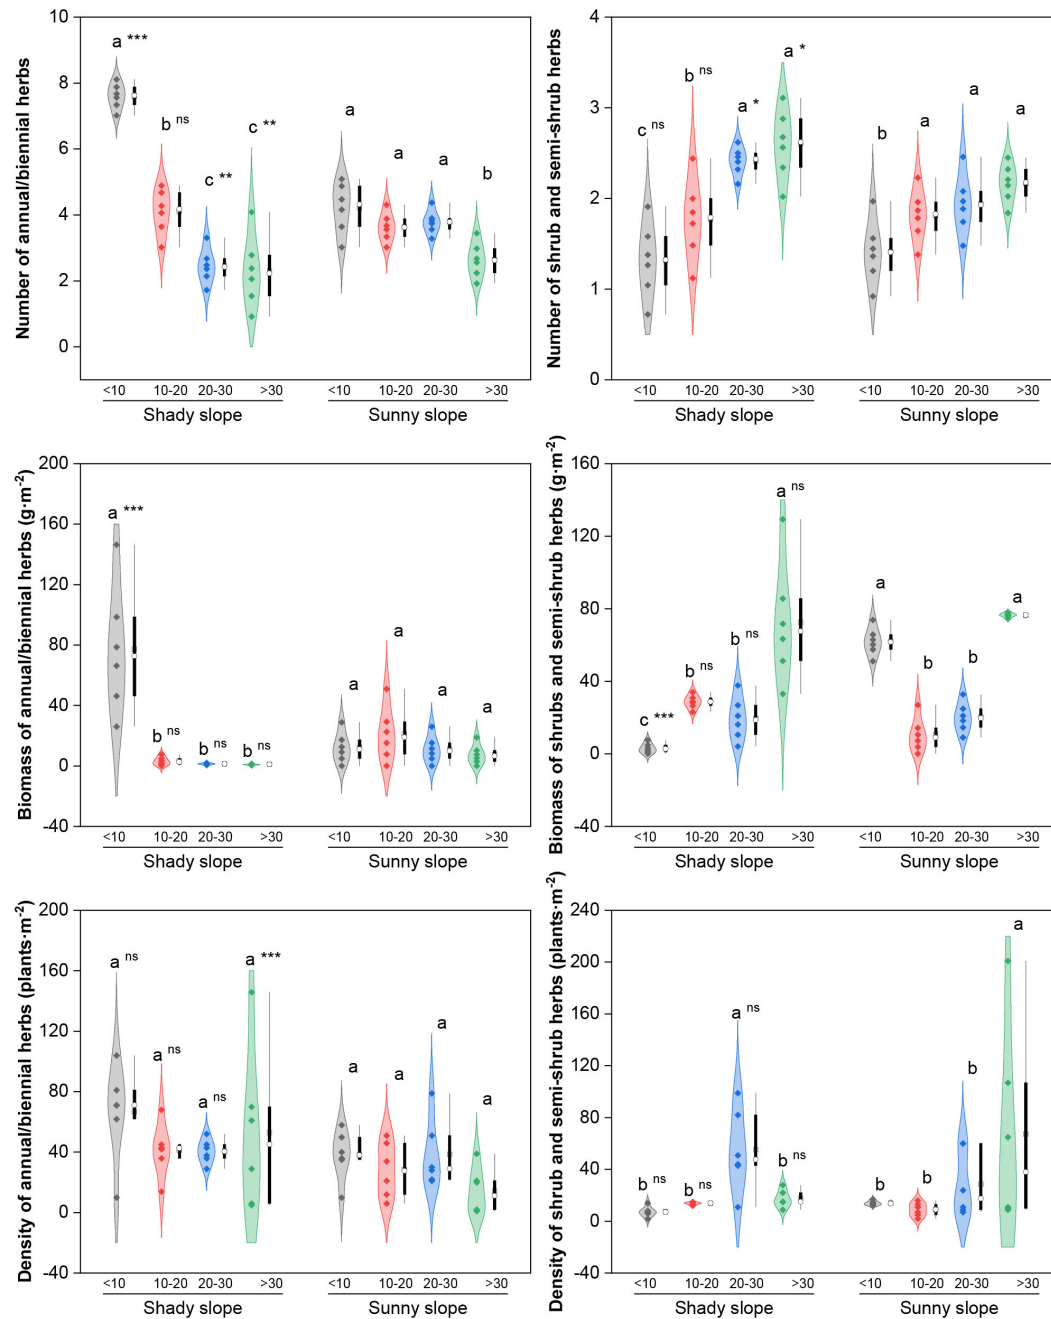 Number of annual/biennial herbs
10
8
6
4
2
0
a ***
b ns
c **
c **
a
a
a
b
<10 10-20 20-30 >30 <10 10-20 20-30 >30
Shady slope Sunny slope
Number of shrub and semi-shrub herbs
4
3
2
1
0
c ns
b ns
a *
a *
b
a
a
a
<10 10-20 20-30 >30 <10 10-20 20-30 >30
Shady slope Sunny slope
Biomass of annual/biennial herbs (g·m-2)
200
160
120
80
40
0
-40
a ***
b ns
b ns
b ns
a
a
a
a
<10 10-20 20-30 >30 <10 10-20 20-30 >30
Shady slope Sunny slope
Biomass of shrubs and semi-shrub herbs (g·m-2)
160
120
80
40
0
-40
c ***
b ns
b ns
a ns
a
b
b
a
<10 10-20 20-30 >30 <10 10-20 20-30 >30
Shady slope Sunny slope
Density of annual/biennial herbs (plants·m-2)
200
160
120
80
40
0
-40
a ns
a ns
a ns
a ***
a
a
a
a
<10 10-20 20-30 >30 <10 10-20 20-30 >30
Shady slope Sunny slope
Density of shrub and semi-shrub herbs (plants·m-2)
240
200
160
120
80
40
0
-40
b ns
b ns
a ns
b ns
b
b
b
a
<10 10-20 20-30 >30 <10 10-20 20-30 >30
Shady slope Sunny slope